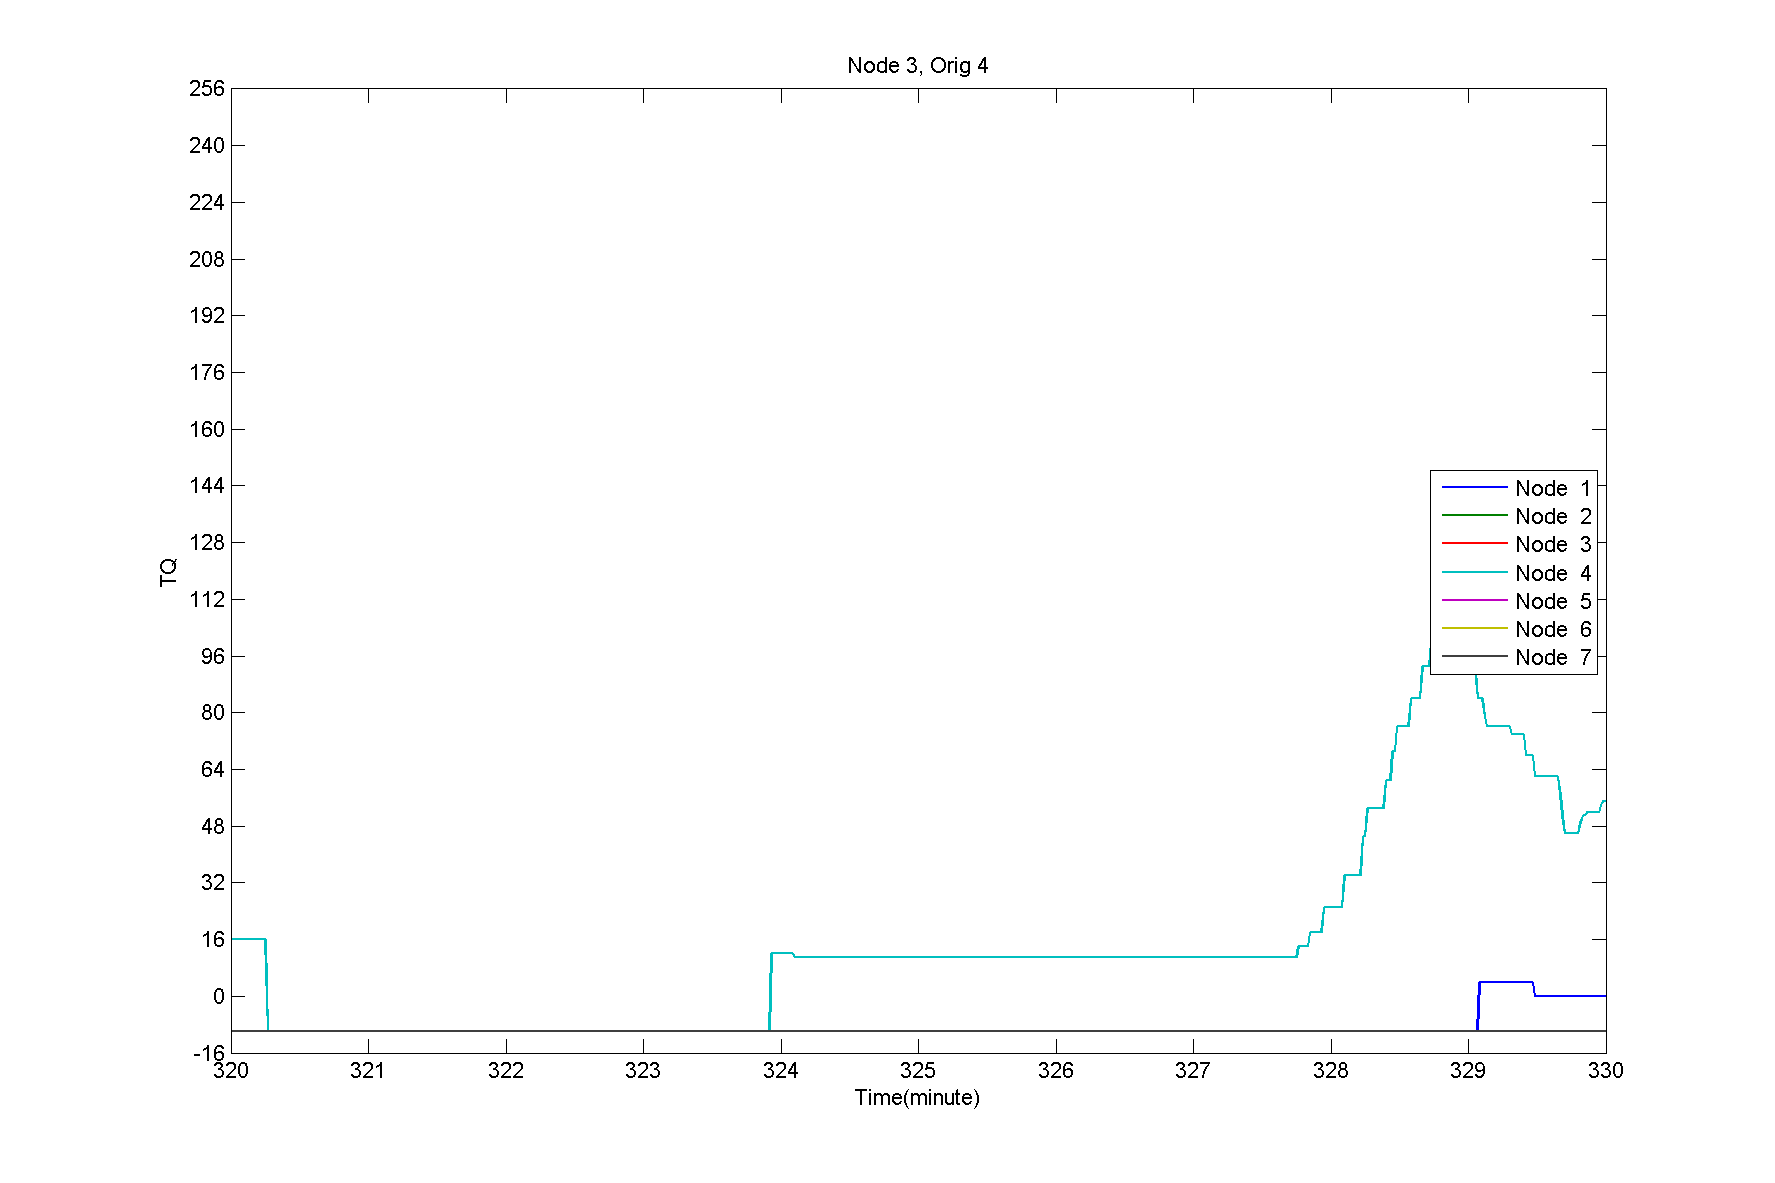 Node 3, Orig 4
256
240
224
208
192
176
160
144
128
112
96
80
64
48
32
16
0
-16
TQ
Node 1
Node 2
Node 3
Node 4
Node 5
Node 6
Node 7
320 321 322 323 324 325 326 327 328 329 330
Time(minute)